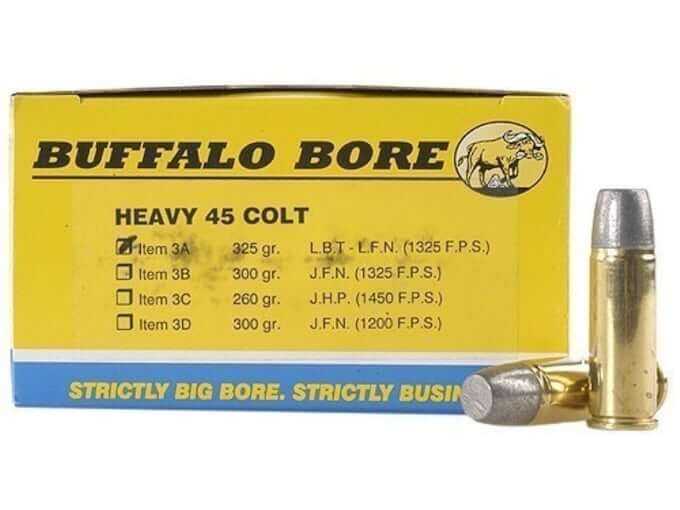 BUFFALO BORE
HEAVY 45 COLT
Item 3A 325 gr. L.B.T - L.F.N. (1325 F.P.S.)
Item 3B 300 gr. J.F.N. (1325 F.P.S.)
Item 3C 260 gr. J.H.P. (1450 F.P.S.)
Item 3D 300 gr. J.F.N. (1200 F.P.S.)
STRICTLY BIG BORE. STRICTLY BUSIN